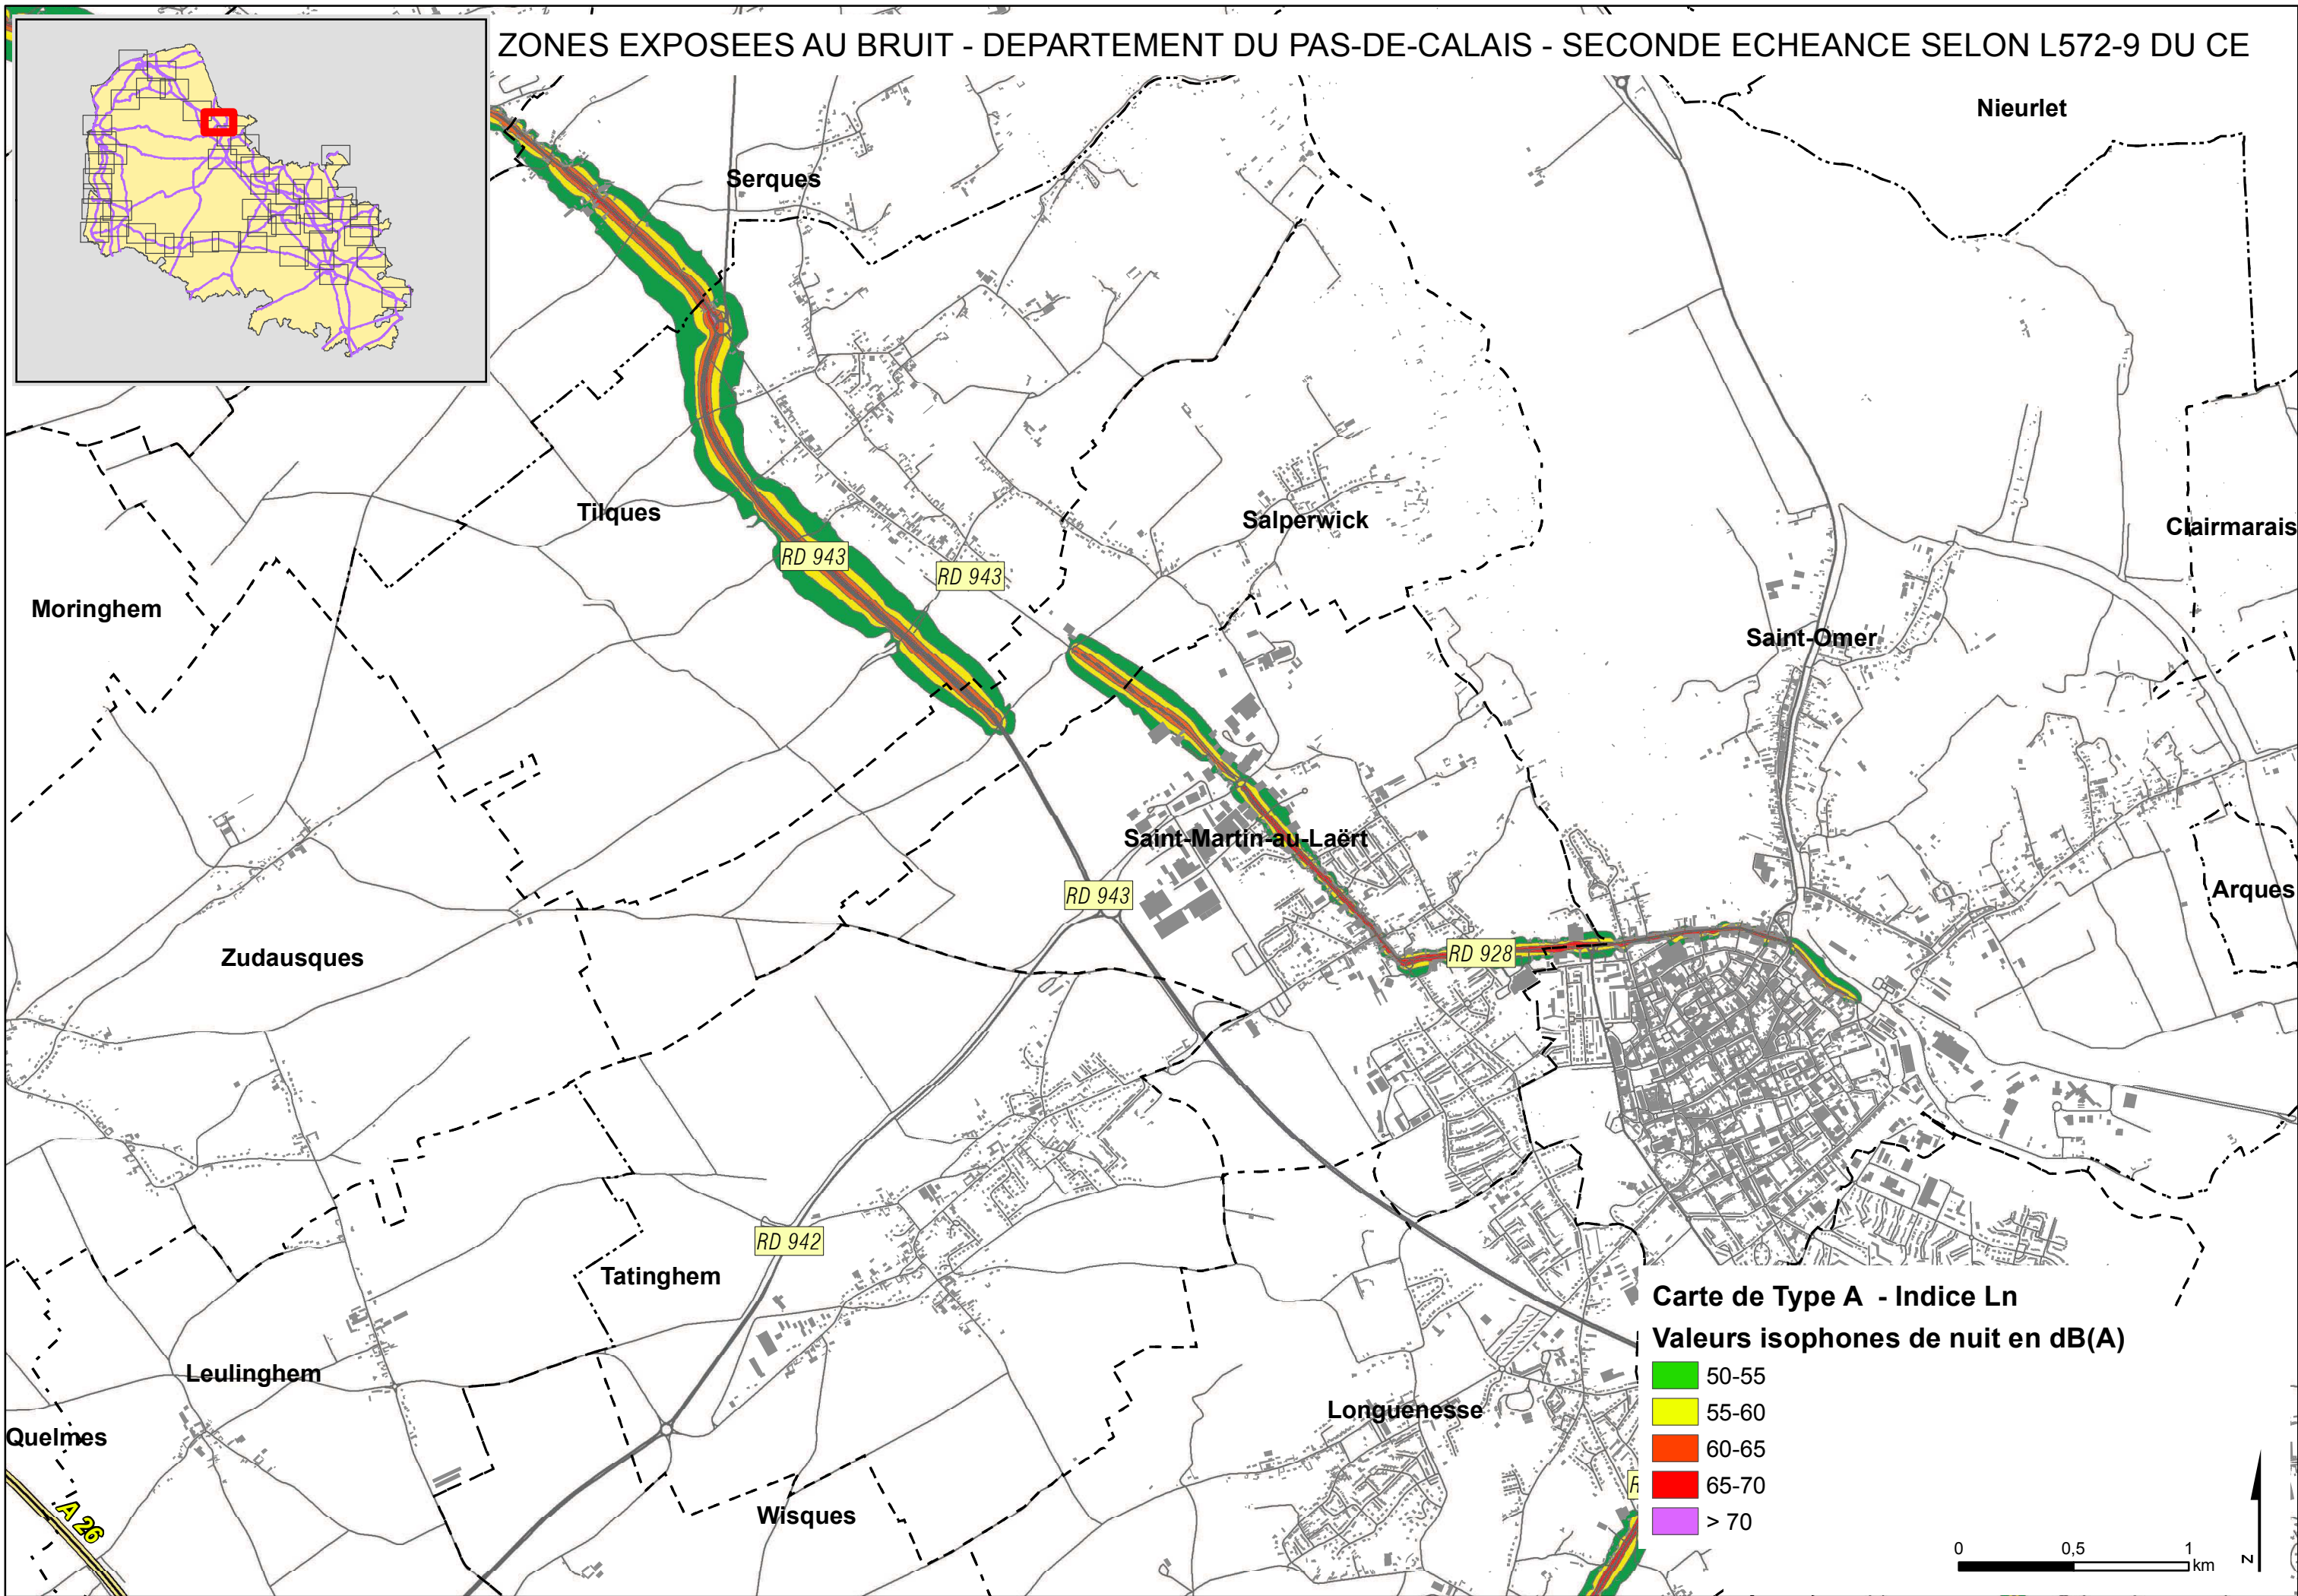 ZONES EXPOSEES AU BRUIT - DEPARTEMENT DU PAS-DE-CALAIS - SECONDE ECHEANCE SELON L572-9 DU CE
Nieurlet
Serques
Tilques
Salperwick
Clairmarais
RD 943
RD 943
Moringhem
Saint-Omer
Saint-Martin-au-Laërt
RD 943
Arques
RD 928
Zudausques
RD 942
Tatinghem
Leulinghem
Longuenesse
Quelmes
A 26
Wisques
R
Carte de Type A - Indice Ln
Valeurs isophones de nuit en dB(A)
50-55
55-60
60-65
65-70
> 70
0 0,5 1
km
N